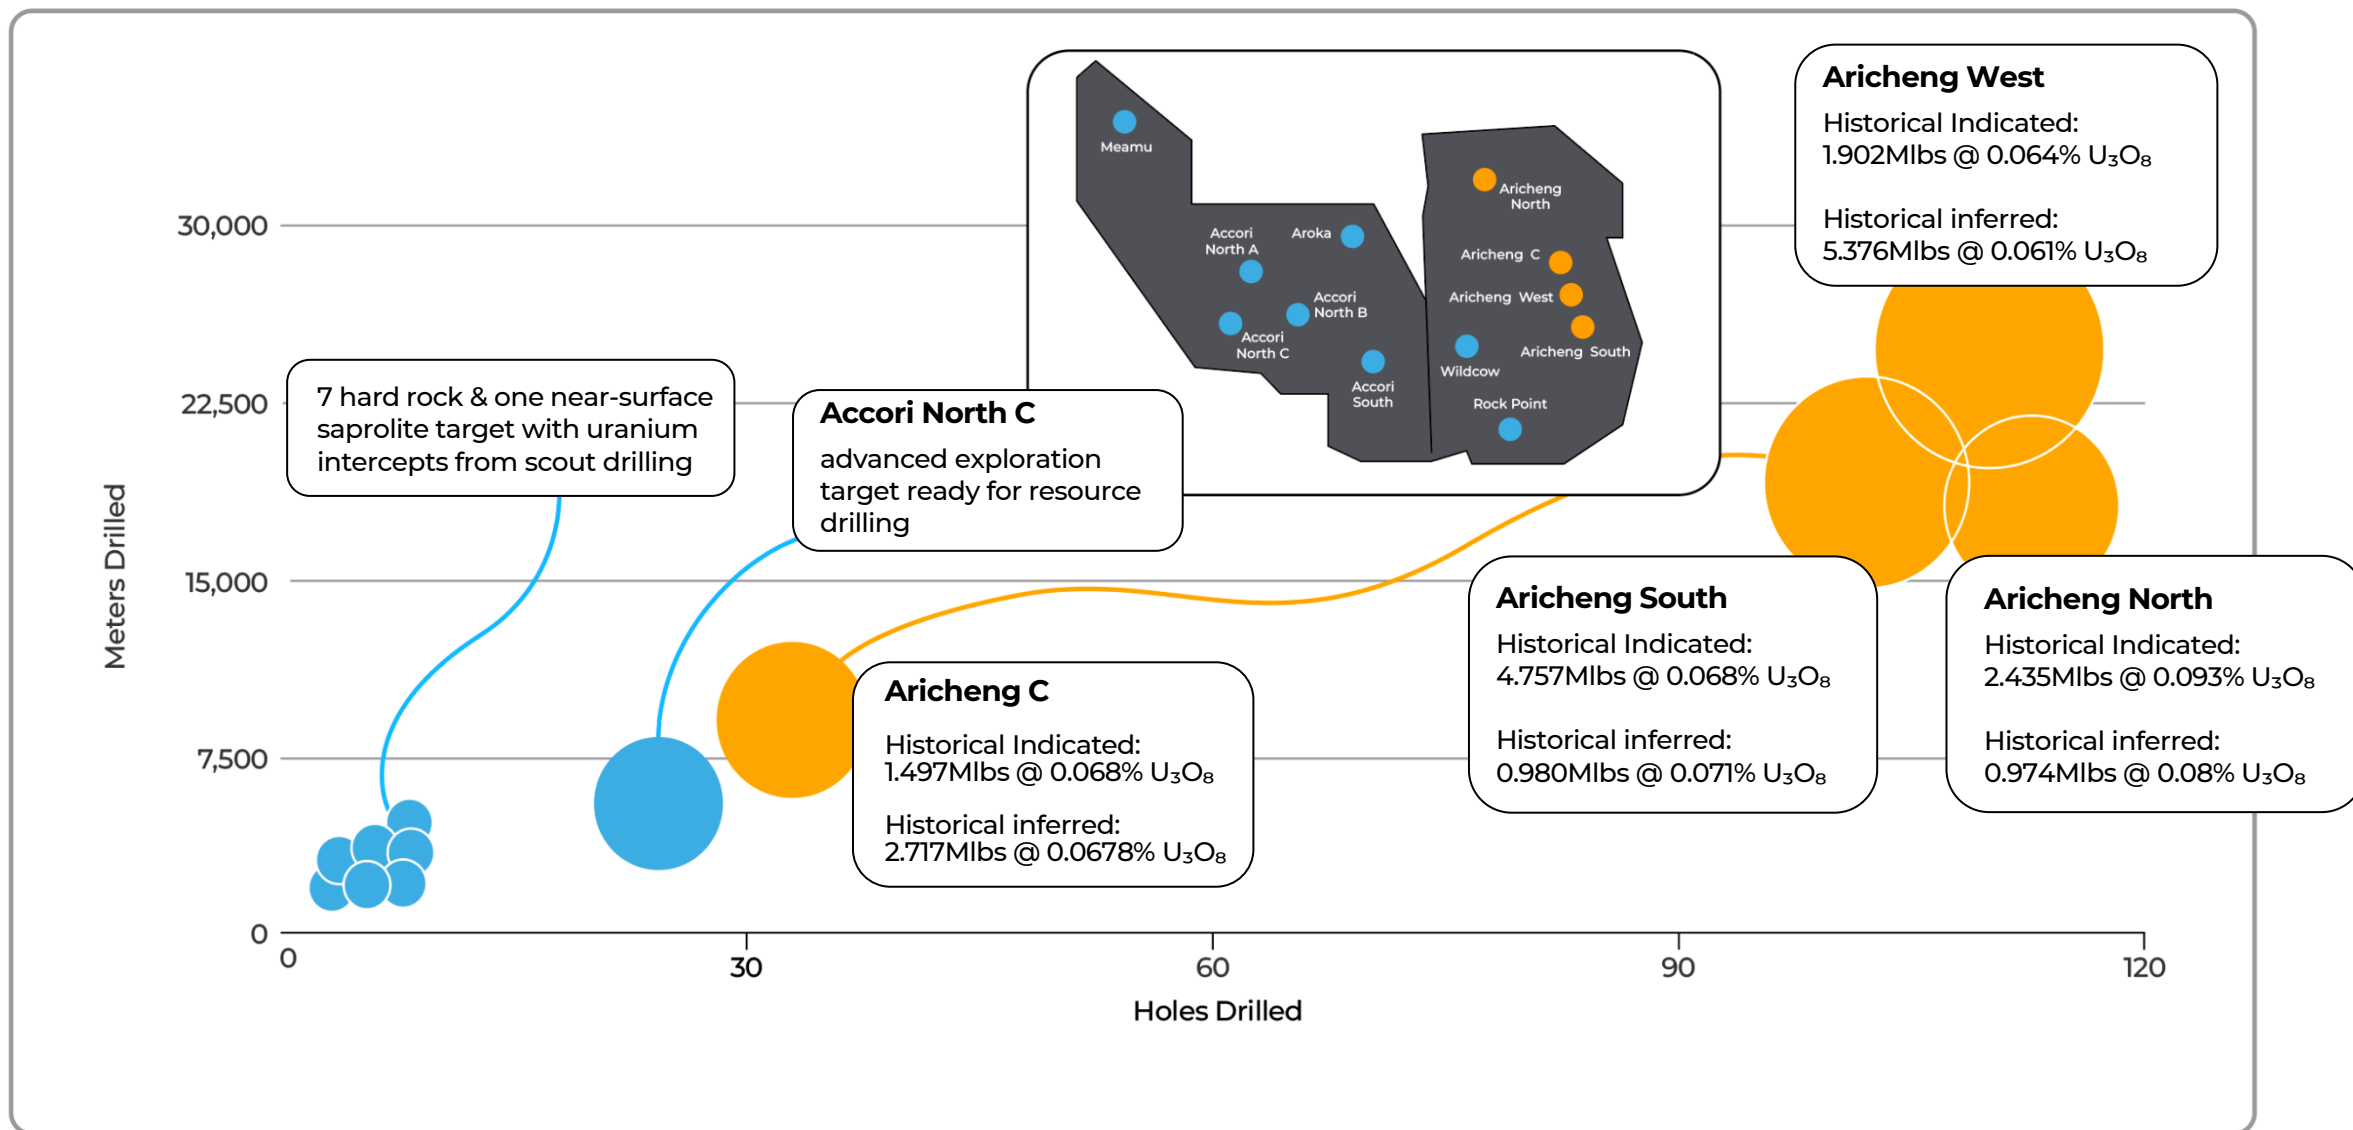 Aricheng West
Historical Indicated:
1.902Mlbs @ 0.064% U₃O₈
Historical inferred:
5.376Mlbs @ 0.061% U₃O₈
Meamu
Aricheng
North
Accori
North A
Aroka
Aricheng C
Aricheng West
Accori
North B
Accori
North C
Aricheng South
Wildcow
Accori
South
Rock Point
30,000
22,500
15,000
7,500
0
Meters Drilled
7 hard rock & one near-surface
saprolite target with uranium
intercepts from scout drilling
Accori North C
advanced exploration
target ready for resource
drilling
Aricheng C
Historical Indicated:
1.497Mlbs @ 0.068% U₃O₈
Historical inferred:
2.717Mlbs @ 0.0678% U₃O₈
Aricheng South
Historical Indicated:
4.757Mlbs @ 0.068% U₃O₈
Historical inferred:
0.980Mlbs @ 0.071% U₃O₈
Aricheng North
Historical Indicated:
2.435Mlbs @ 0.093% U₃O₈
Historical inferred:
0.974Mlbs @ 0.08% U₃O₈
0
30
60
90
120
Holes Drilled